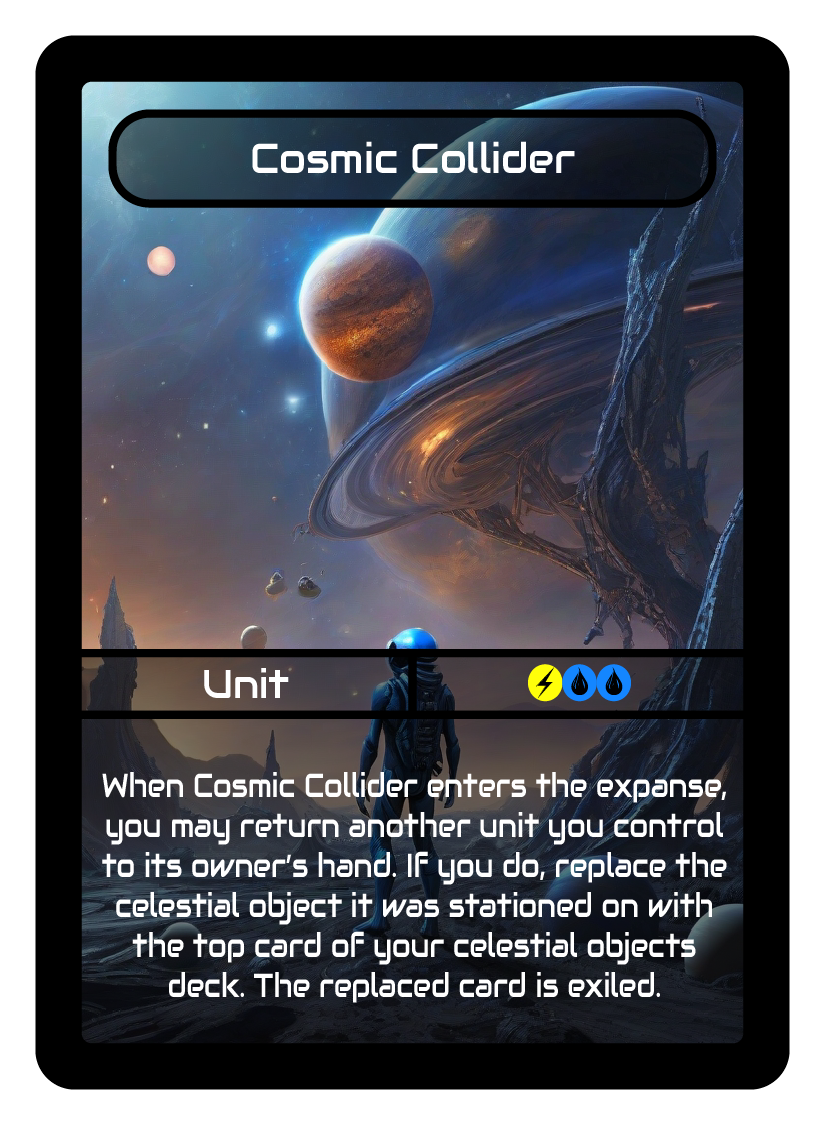 Cosmic Collider
Unit
When Cosmic Collider enters the expanse,
you may return another unit you control
to its owner's hand. If you do, replace the
celestial object it was stationed on with
the top card of your celestial objects
deck. The replaced card is exiled.